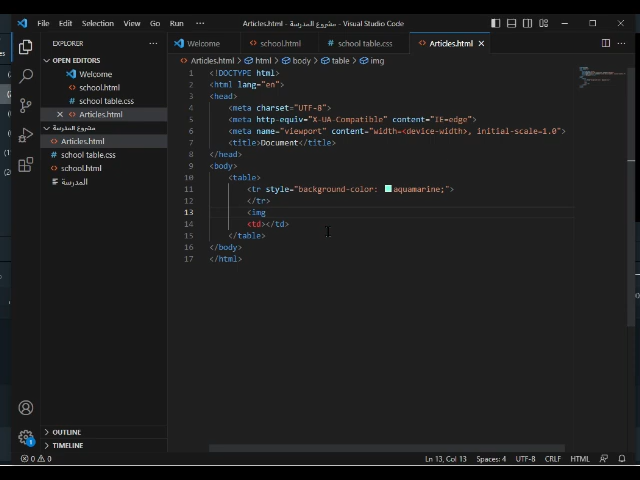 File Edit Selection View Go Run ··· Articles.html - مشروع المدرسة - Visual Studio Code
EXPLORER ···
Welcome school.html school table.css Articles.html
OPEN EDITORS
Welcome
school.html
school table.css
Articles.html
مشروع المدرسة
Articles.html
school table.css
school.html
المدرسة
OUTLINE
TIMELINE
Articles.html > html > body > table > img
1 <!DOCTYPE html>
2 <html lang="en">
3 <head>
4 <meta charset="UTF-8">
5 <meta http-equiv="X-UA-Compatible" content="IE=edge">
6 <meta name="viewport" content="width=<device-width>, initial-scale=1.0">
7 <title>Document</title>
8 </head>
9 <body>
10 <table>
11 <tr style="background-color: aquamarine;">
12 </tr>
13 <img
14 <td></td>
15 </table>
16 </body>
17 </html>
1
0 0 Ln 13, Col 13 Spaces: 4 UTF-8 CRLF HTML